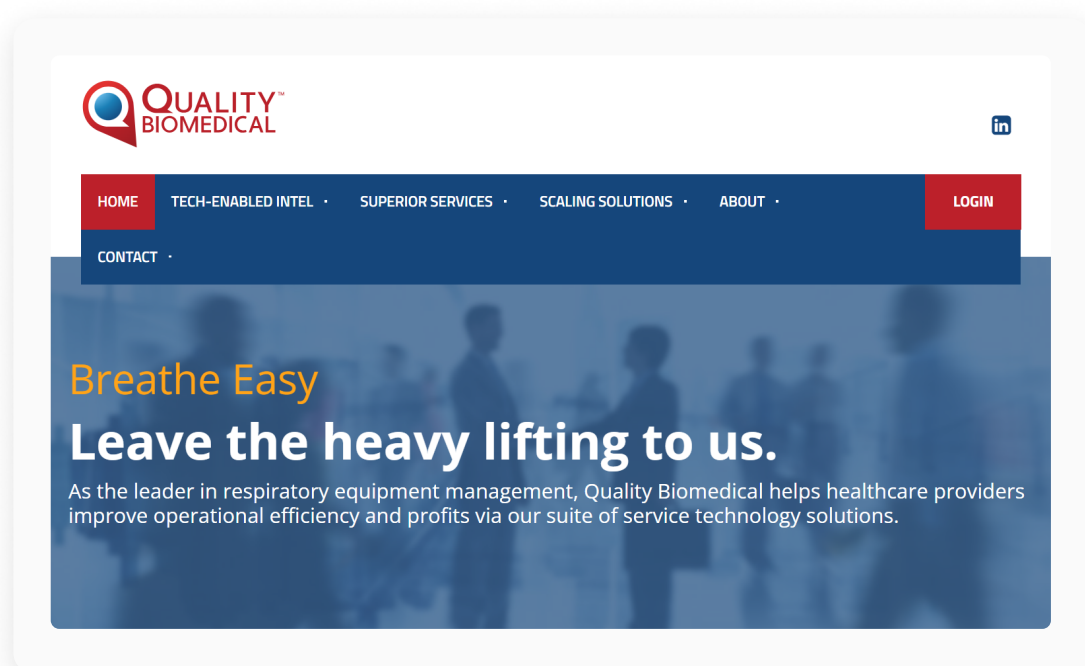 QUALITY™
BIOMEDICAL
in
HOME TECH-ENABLED INTEL · SUPERIOR SERVICES · SCALING SOLUTIONS · ABOUT · LOGIN
CONTACT ·
Breathe Easy
Leave the heavy lifting to us.
As the leader in respiratory equipment management, Quality Biomedical helps healthcare providers
improve operational efficiency and profits via our suite of service technology solutions.